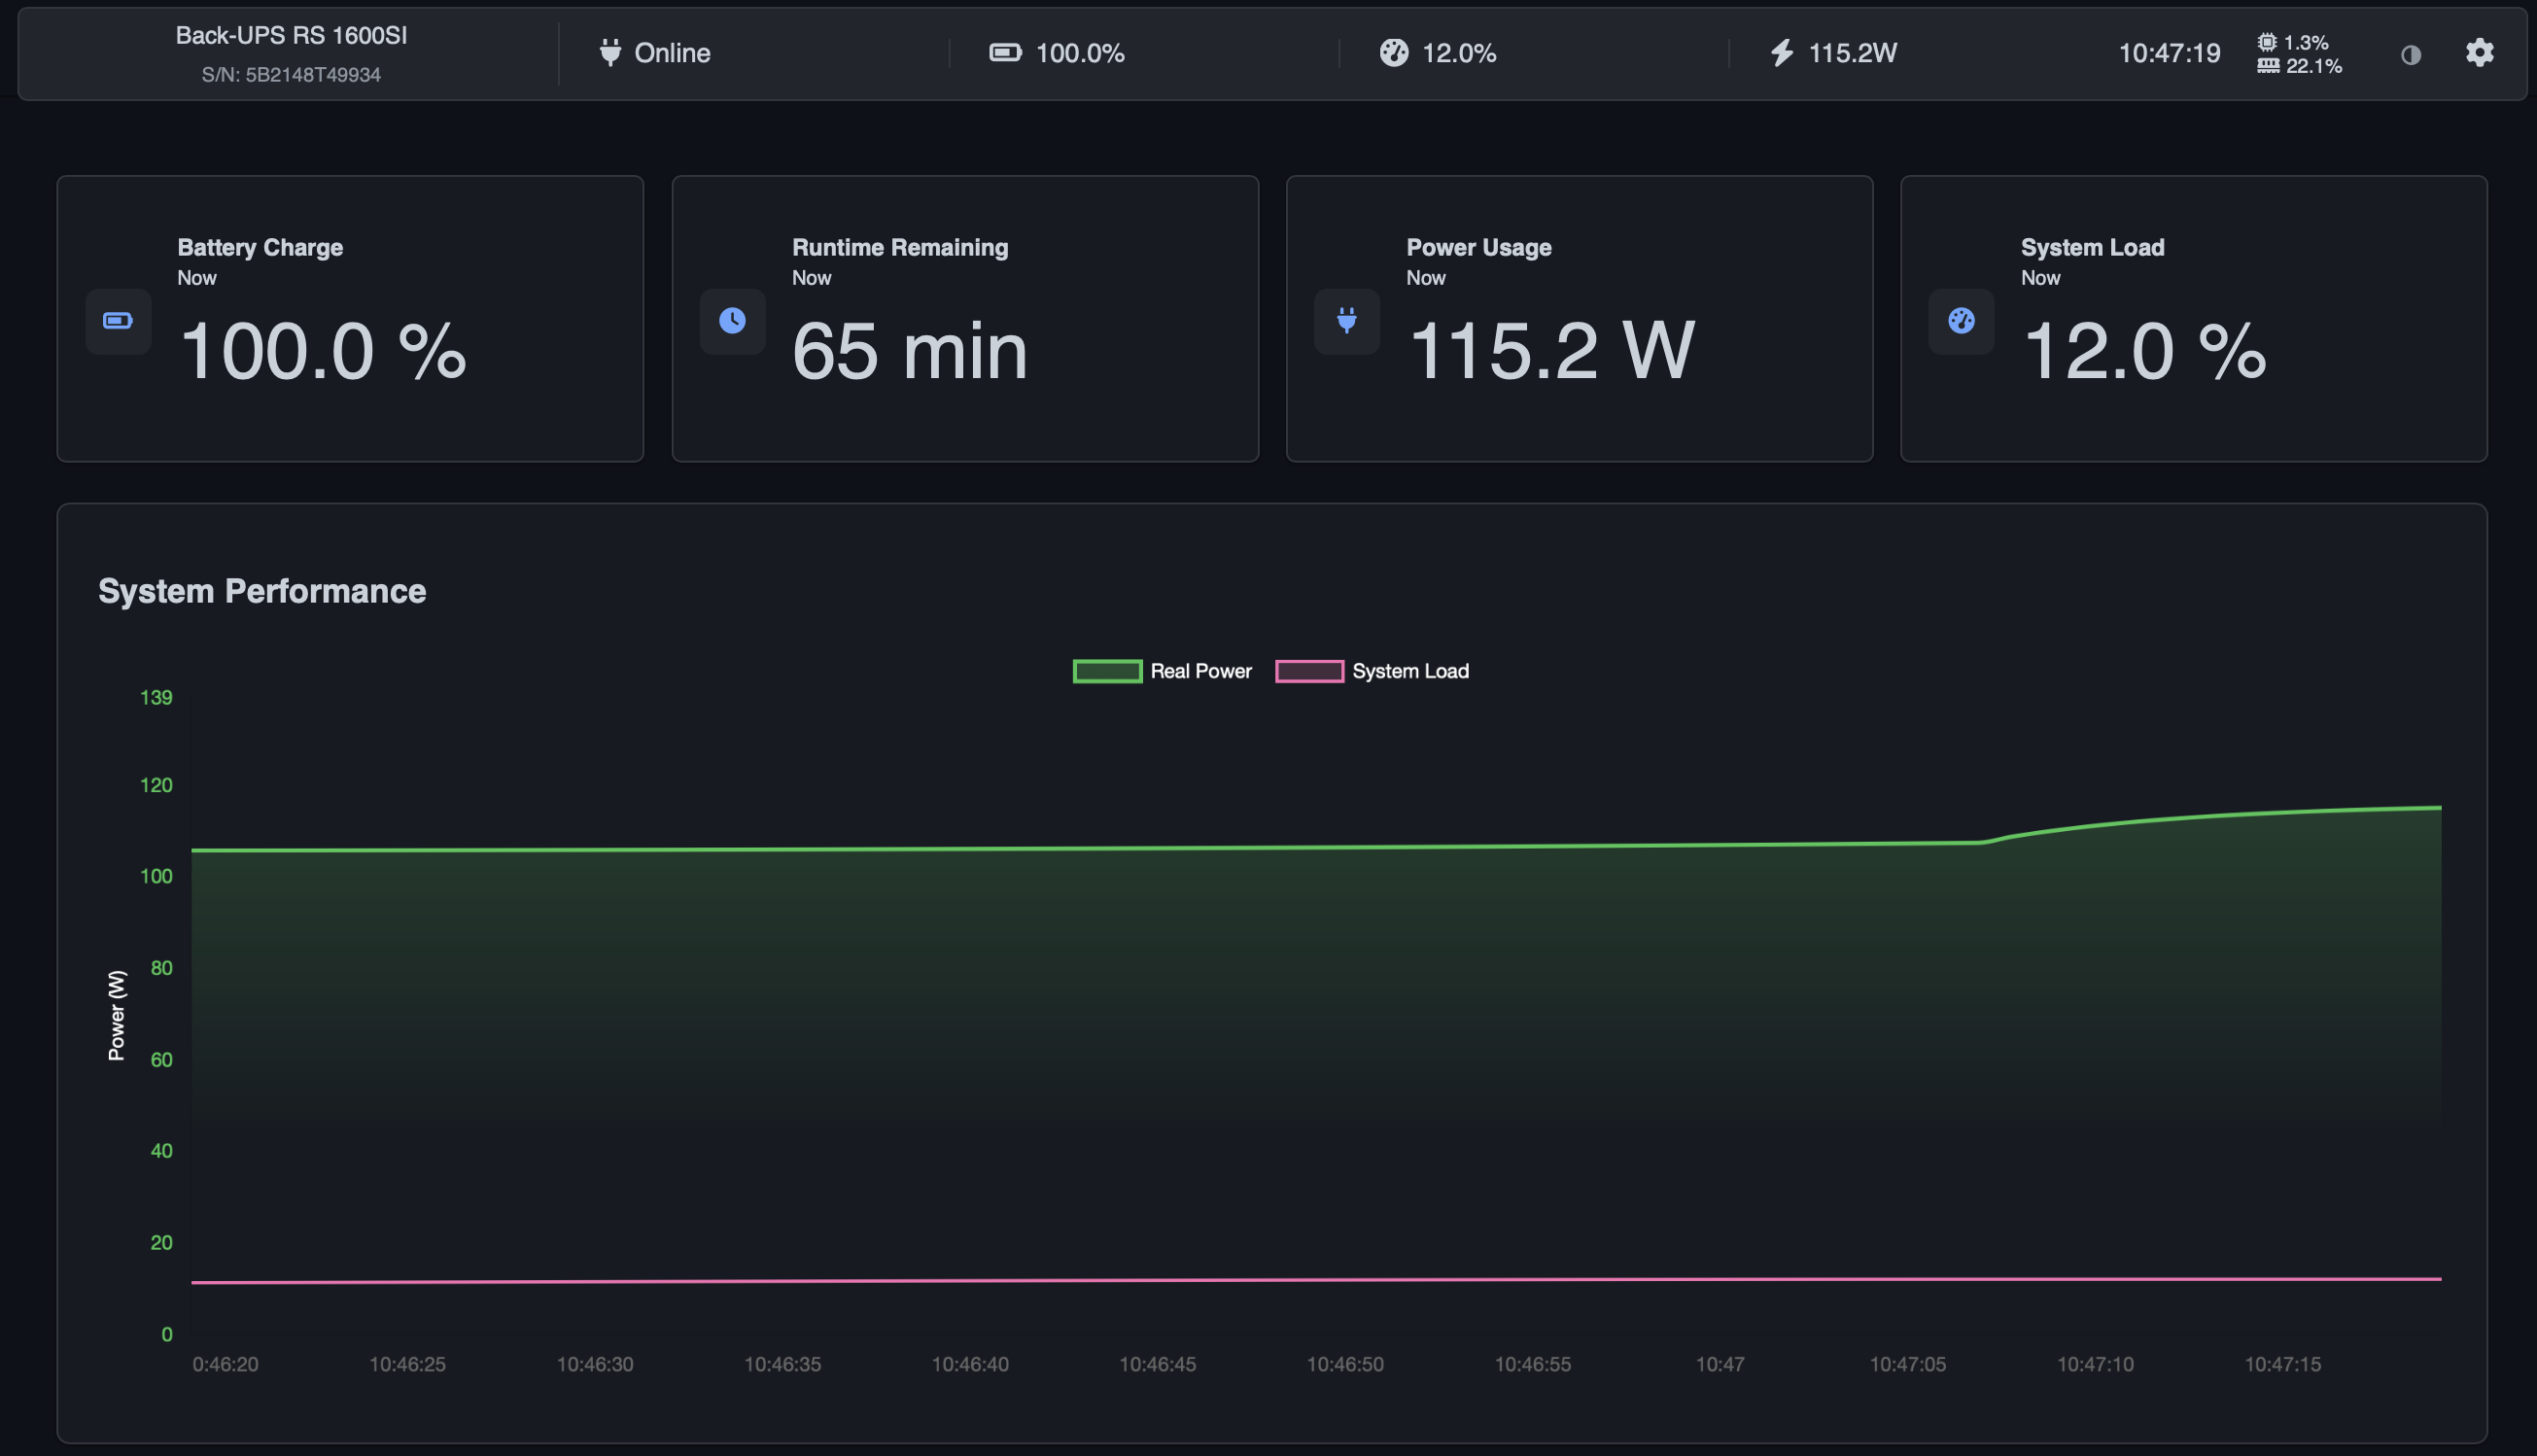 Back-UPS RS 1600SI
S/N: 5B2148T49934
Online
100.0%
12.0%
115.2W
10:47:19
1.3%
22.1%
Battery Charge
Now
100.0 %
Runtime Remaining
Now
65 min
Power Usage
Now
115.2 W
System Load
Now
12.0 %
System Performance
Real Power
System Load
139
120
100
80
60
40
20
0
Power (W)
0:46:20
10:46:25
10:46:30
10:46:35
10:46:40
10:46:45
10:46:50
10:46:55
10:47
10:47:05
10:47:10
10:47:15